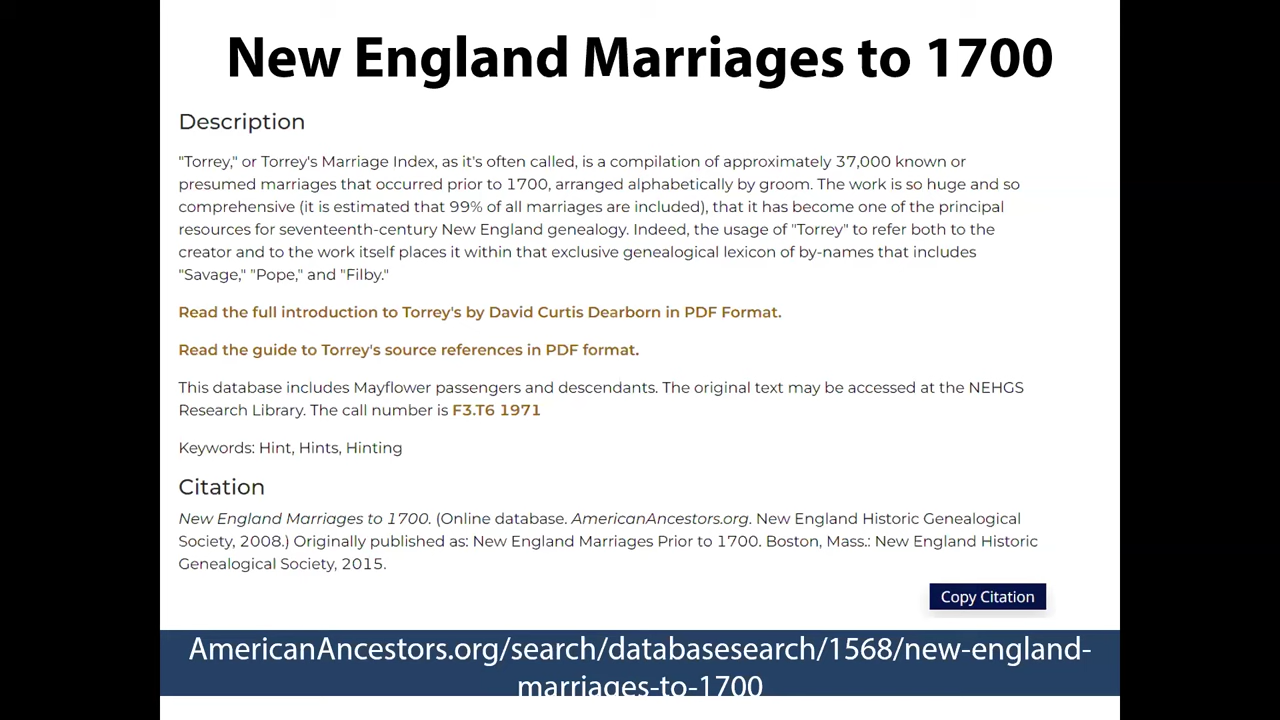 New England Marriages to 1700
Description
"Torrey," or Torrey's Marriage Index, as it's often called, is a compilation of approximately 37,000 known or
presumed marriages that occurred prior to 1700, arranged alphabetically by groom. The work is so huge and so
comprehensive (it is estimated that 99% of all marriages are included), that it has become one of the principal
resources for seventeenth-century New England genealogy. Indeed, the usage of "Torrey" to refer both to the
creator and to the work itself places it within that exclusive genealogical lexicon of by-names that includes
"Savage," "Pope," and "Filby."
Read the full introduction to Torrey's by David Curtis Dearborn in PDF Format.
Read the guide to Torrey's source references in PDF format.
This database includes Mayflower passengers and descendants. The original text may be accessed at the NEHGS
Research Library. The call number is F3.T6 1971
Keywords: Hint, Hints, Hinting
Citation
New England Marriages to 1700. (Online database. AmericanAncestors.org. New England Historic Genealogical
Society, 2008.) Originally published as: New England Marriages Prior to 1700. Boston, Mass.: New England Historic
Genealogical Society, 2015.
Copy Citation
AmericanAncestors.org/search/databasesearch/1568/new-england-
marriages-to-1700